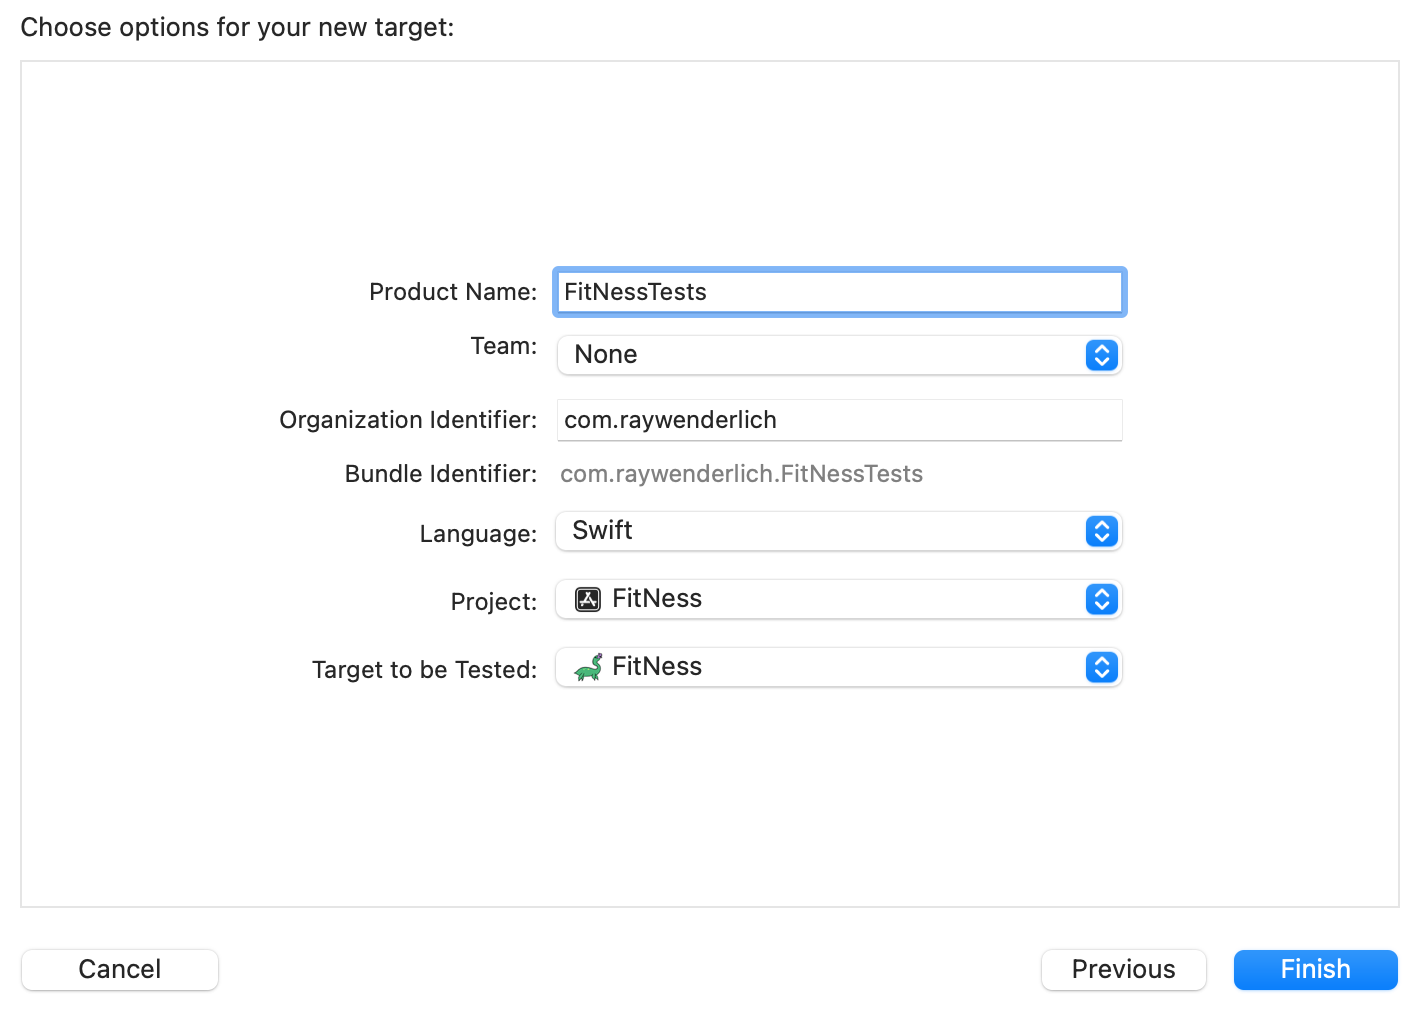 Choose options for your new target:
Product Name: FitNessTests
Team: None
Organization Identifier: com.raywenderlich
Bundle Identifier: com.raywenderlich.FitNessTests
Language: Swift
Project: FitNess
Target to be Tested: FitNess
Cancel Previous Finish